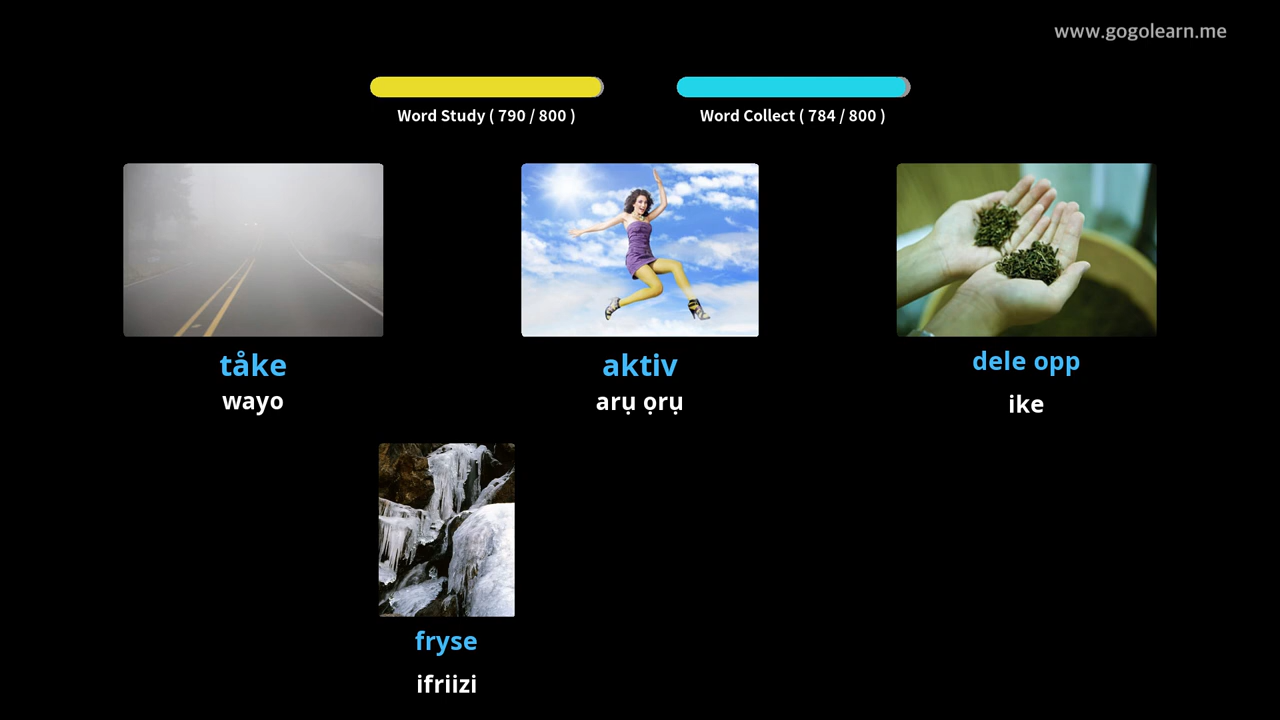 www.gogolearn.me
Word Study ( 790 / 800 )
Word Collect ( 784 / 800 )
tåke
wayo
aktiv
arụ ọrụ
dele opp
ike
fryse
ifriizi